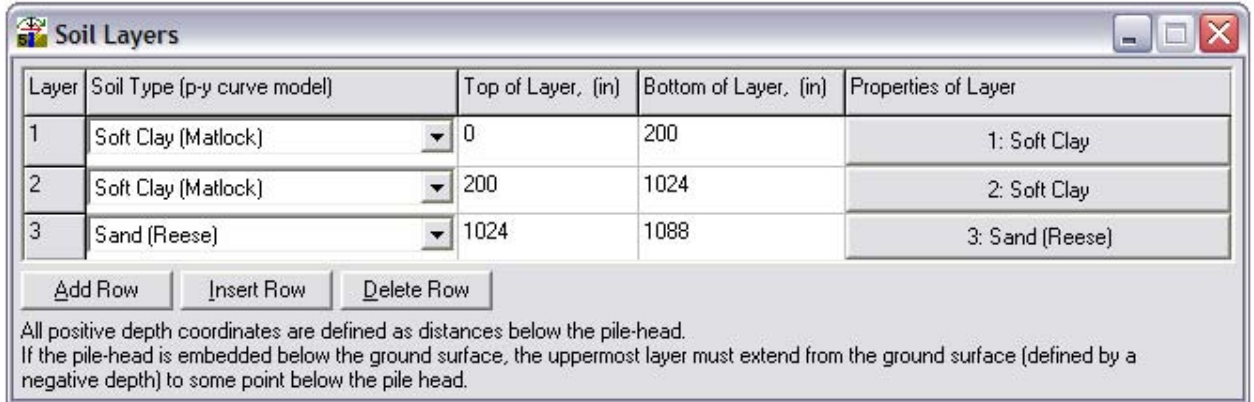 Soil Layers
Layer Soil Type (p-y curve model) Top of Layer, (in) Bottom of Layer, (in) Properties of Layer
1 Soft Clay (Matlock) 0 200 1: Soft Clay
2 Soft Clay (Matlock) 200 1024 2: Soft Clay
3 Sand (Reese) 1024 1088 3: Sand (Reese)
Add Row Insert Row Delete Row
All positive depth coordinates are defined as distances below the pile-head.
If the pile-head is embedded below the ground surface, the uppermost layer must extend from the ground surface (defined by a
negative depth) to some point below the pile head.